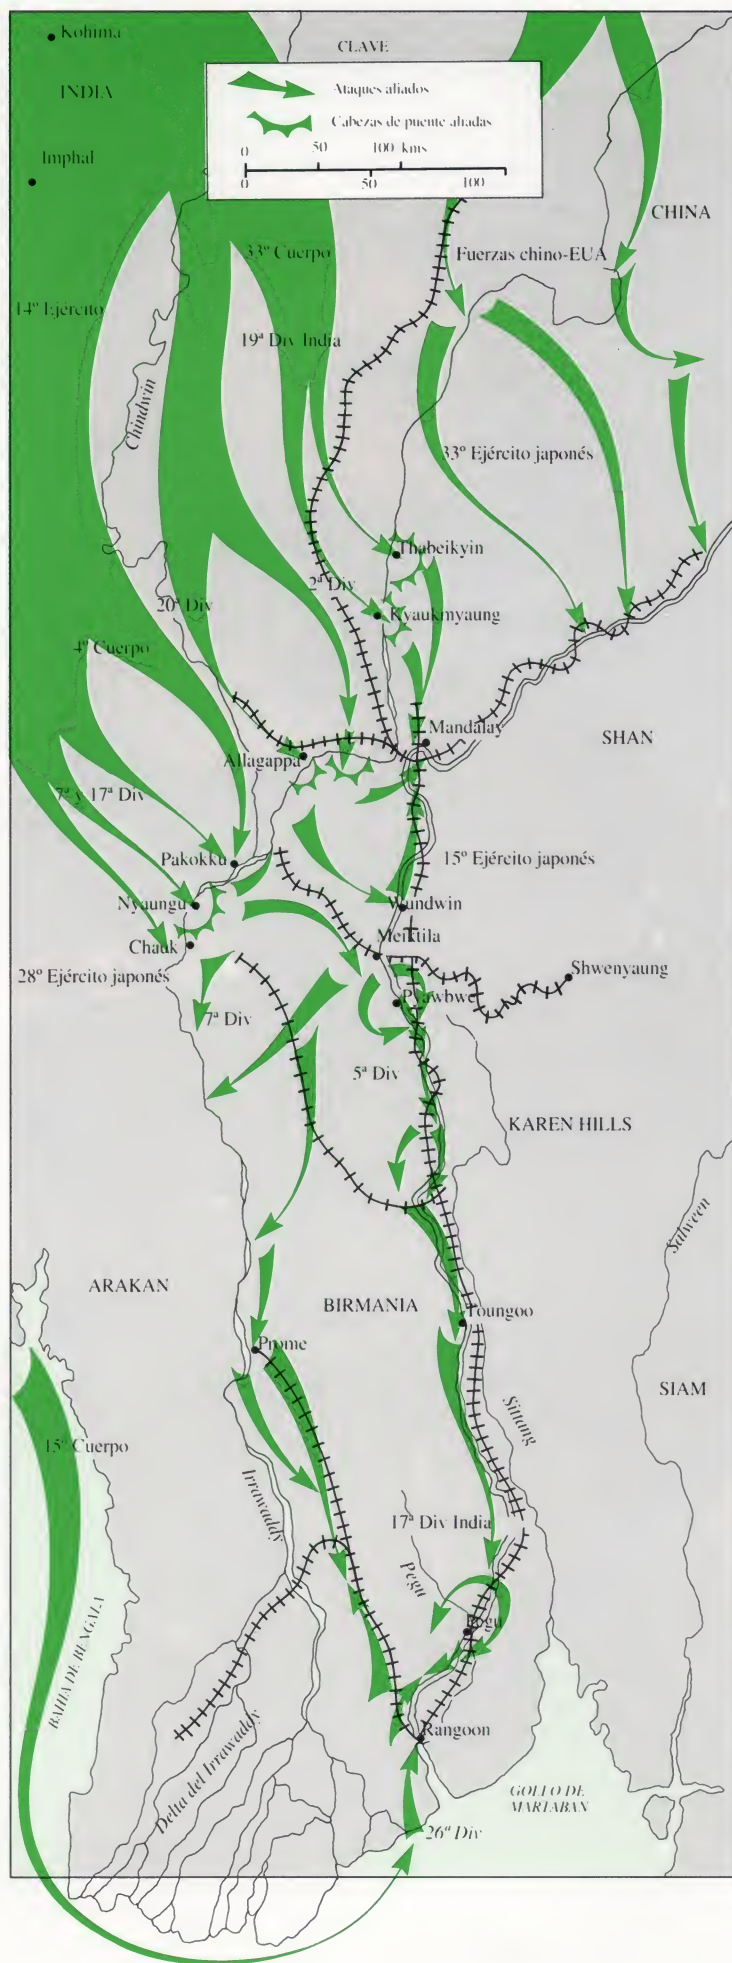 Kohima
CLAVE
INDIA
Ataques aliados
Cabezas de puente aliadas
0 50 100 kms
0 50 100
Imphal
CHINA
33º Cuerpo
Fuerzas chino-EUA
14º Ejército
19ª Div India
Chindwin
33º Ejército japonés
Thabeikyin
2ª Div
20ª Div
Kyaukmyaung
4º Cuerpo
Mandalay
SHAN
Allagappa
7ª y 17ª Div
Pakokku
15º Ejército japonés
Nyaungu
Wundwin
Chauk
Meiktila
28º Ejército japonés
Shwenyaung
Pyawbwe
7ª Div
5ª Div
KAREN HILLS
Salween
ARAKAN
BIRMANIA
Toungoo
Prome
SIAM
Sittang
15º Cuerpo
Irrawaddy
17ª Div India
Pegu
Pegu
BAHIA DE BENGALA
Rangoon
Delta del Irrawaddy
GOLFO DE
MARTABAN
26ª Div